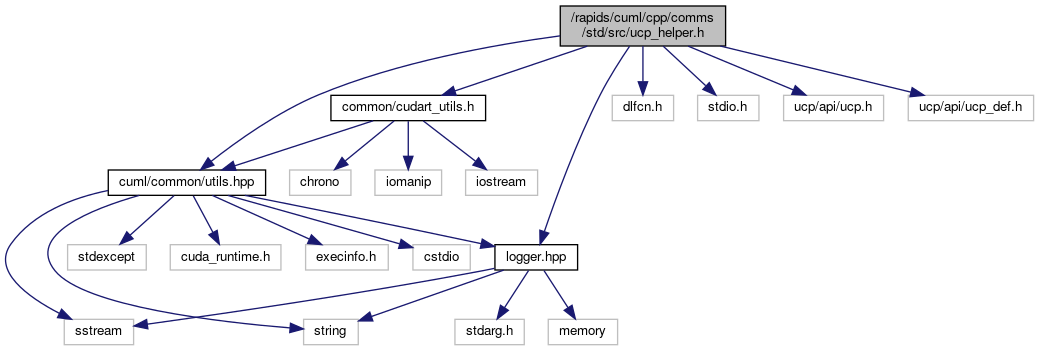 /rapids/cuml/cpp/comms
/std/src/ucp_helper.h
common/cudart_utils.h
dlfcn.h
stdio.h
ucp/api/ucp.h
ucp/api/ucp_def.h
cuml/common/utils.hpp
chrono
iomanip
iostream
stdexcept
cuda_runtime.h
execinfo.h
cstdio
logger.hpp
sstream
string
stdarg.h
memory